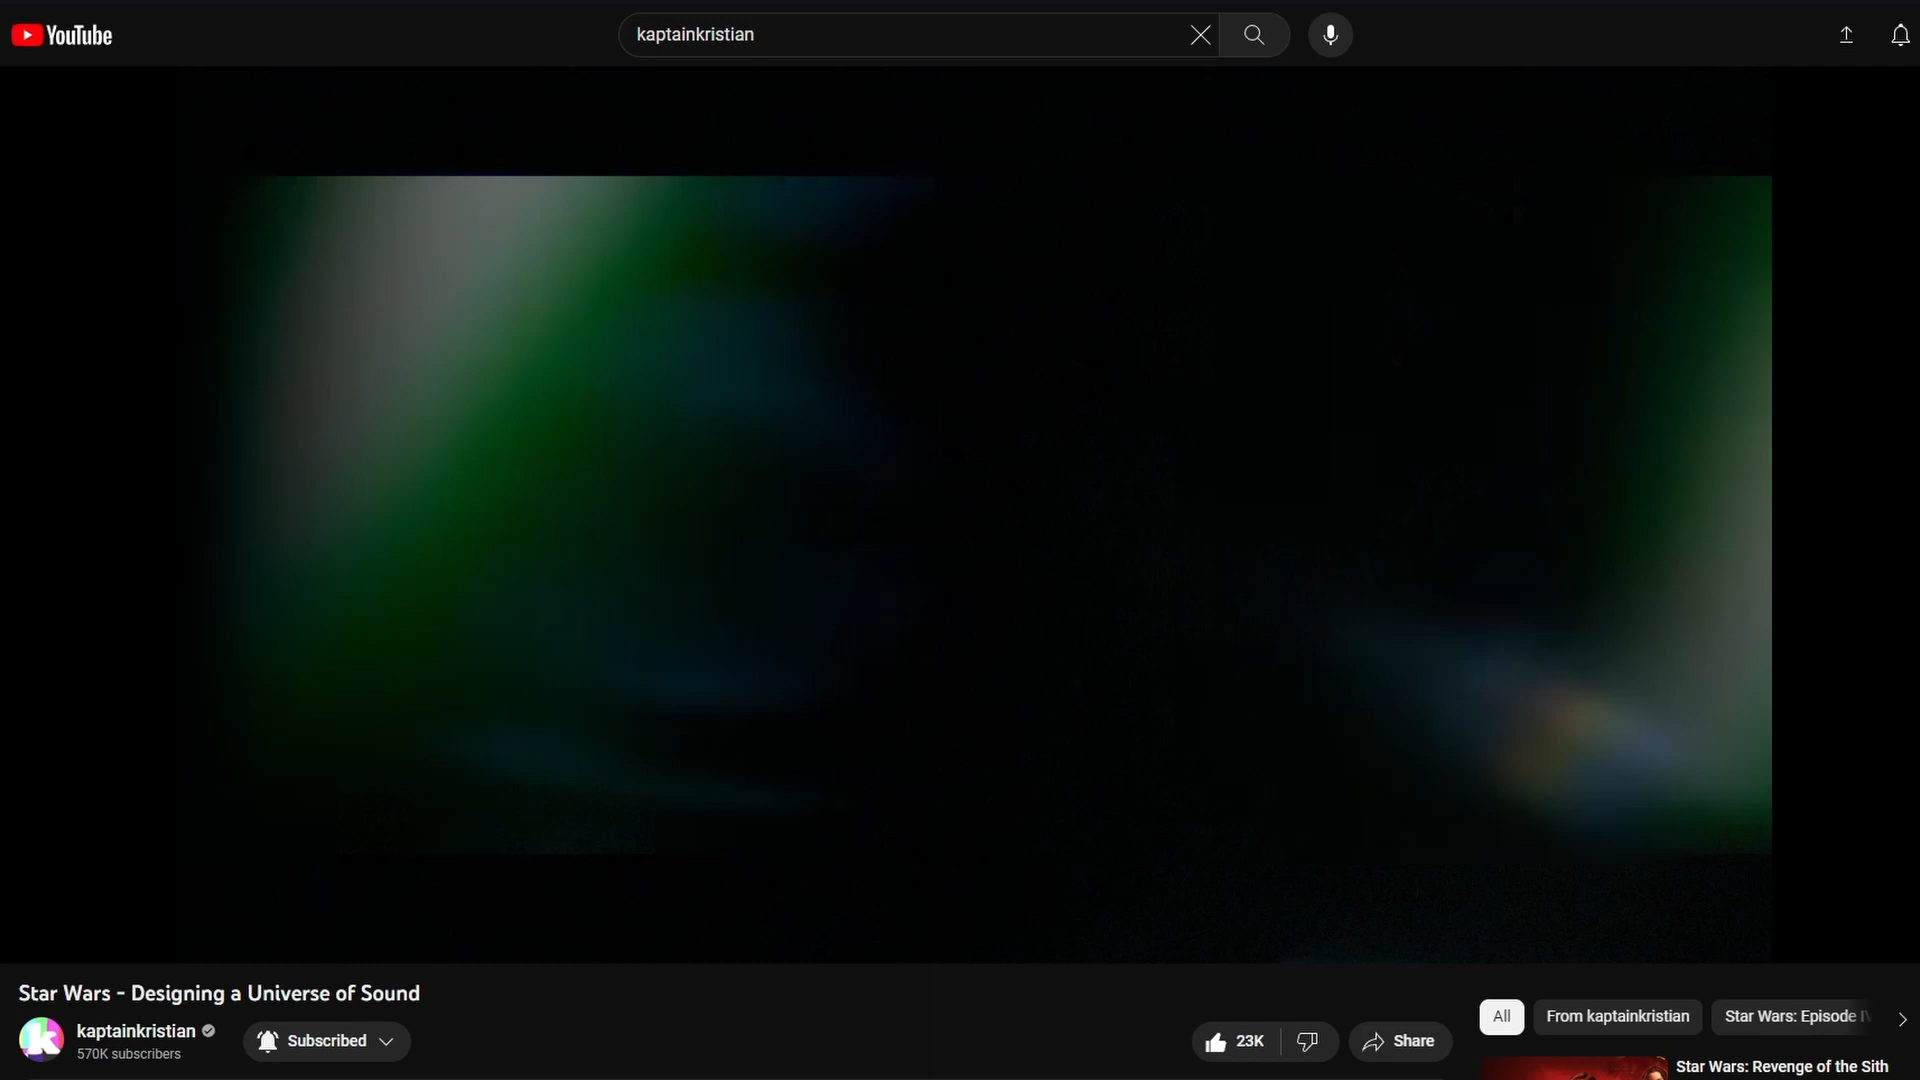 YouTube
kaptainkristian
Star Wars - Designing a Universe of Sound
kaptainkristian
570K subscribers
Subscribed
23K
Share
All
From kaptainkristian
Star Wars: Episode IV
Star Wars: Revenge of the Sith